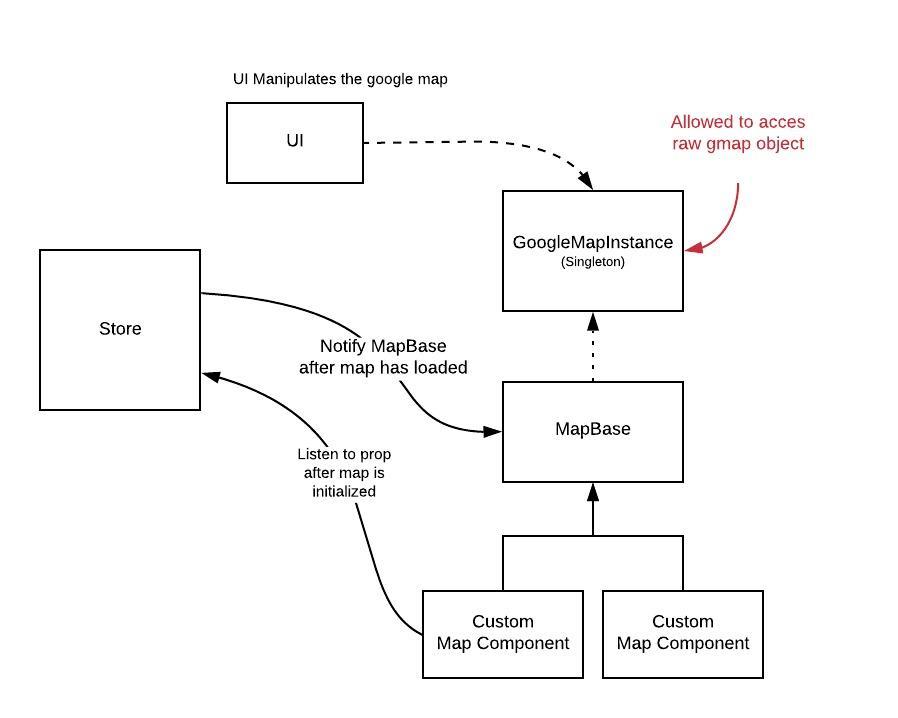 UI Manipulates the google map
UI
Allowed to acces
raw gmap object
GoogleMapInstance
(Singleton)
Store
Notify MapBase
after map has loaded
MapBase
Listen to prop
after map is
initialized
Custom
Map Component
Custom
Map Component